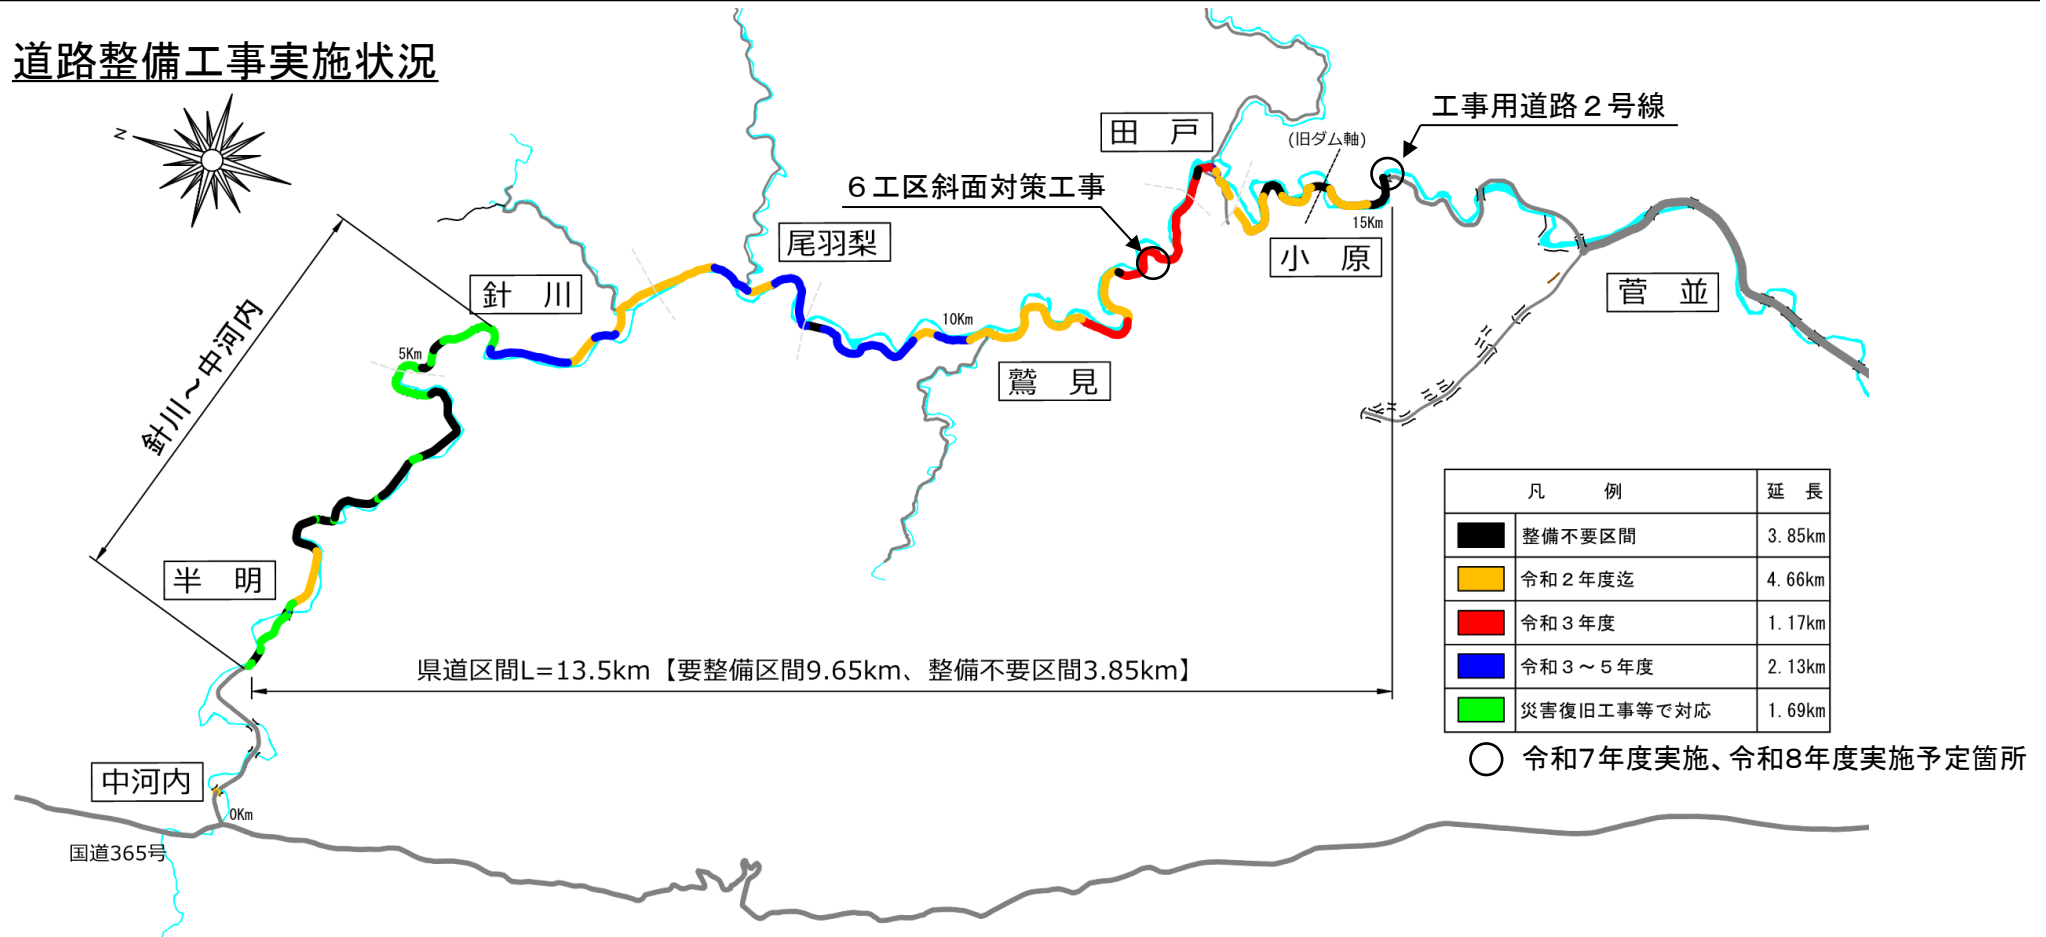 道路整備工事実施状況
N
工事用道路２号線
田　戸
(旧ダム軸)
６工区斜面対策工事
15Km
尾羽梨
小　原
針　川
菅　並
針川～中河内
10Km
5Km
鷲　見
半　明
県道区間L=13.5km【要整備区間9.65km、整備不要区間3.85km】
中河内
0Km
国道365号
凡　例　延　長
整備不要区間　3.85km
令和２年度迄　4.66km
令和３年度　1.17km
令和３～５年度　2.13km
災害復旧工事等で対応　1.69km
令和7年度実施、令和8年度実施予定箇所